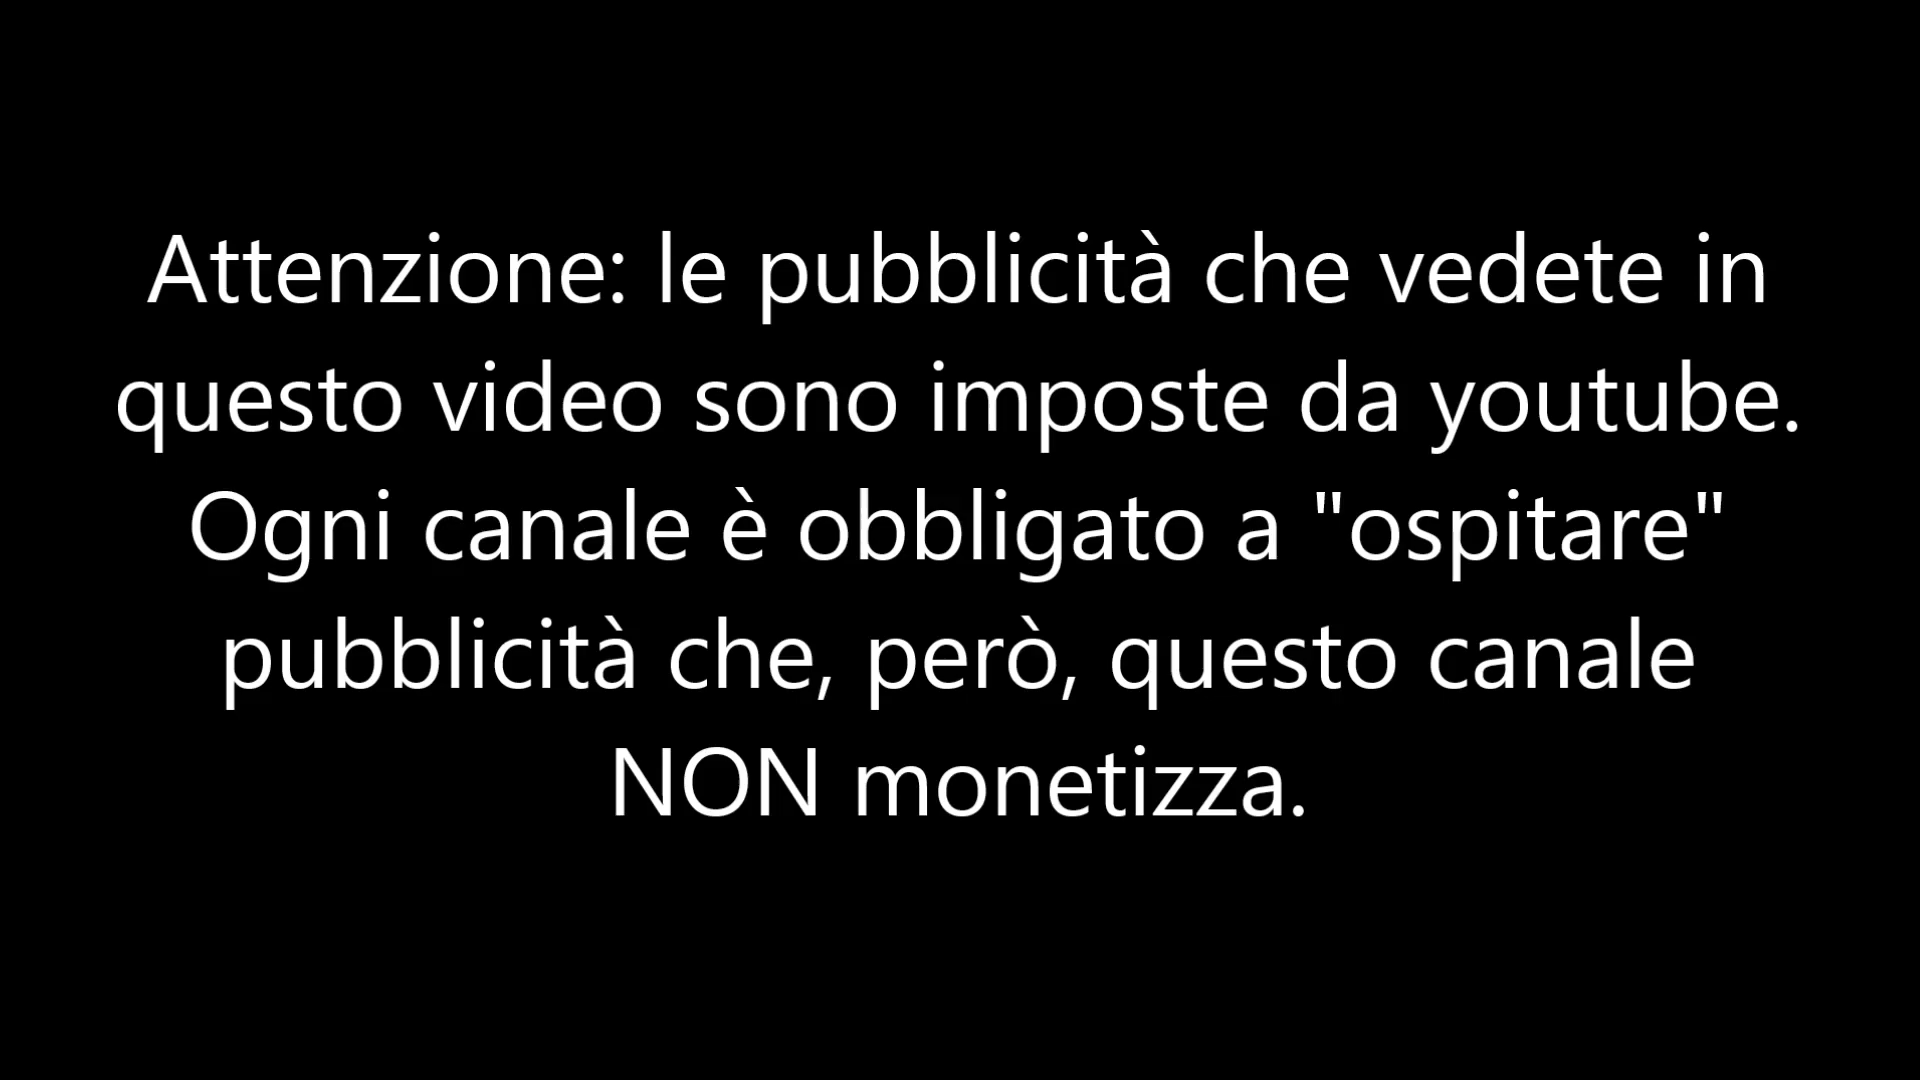 Attenzione: le pubblicità che vedete in
questo video sono imposte da youtube.
Ogni canale è obbligato a "ospitare"
pubblicità che, però, questo canale
NON monetizza.